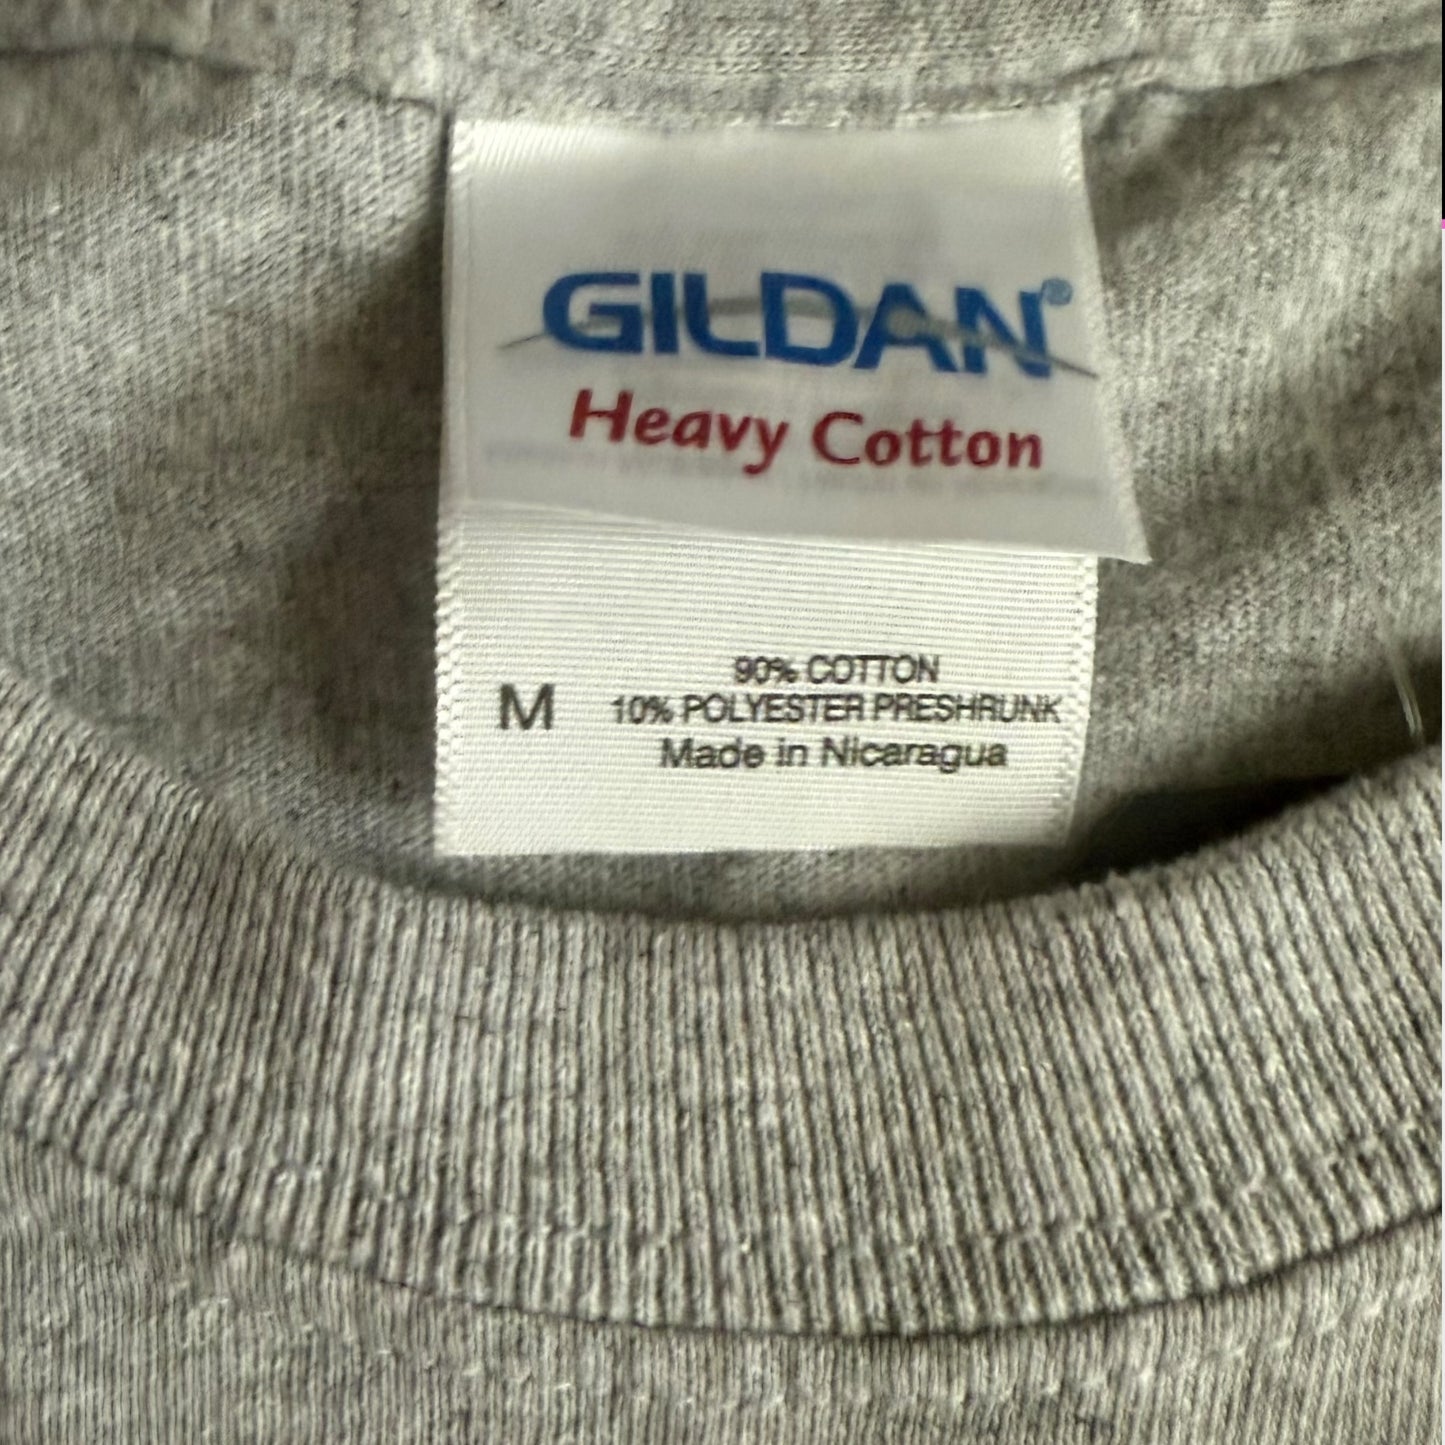 GILDAN®
Heavy Cotton
90% COTTON
M 10% POLYESTER PRESHRUNK
Made in Nicaragua